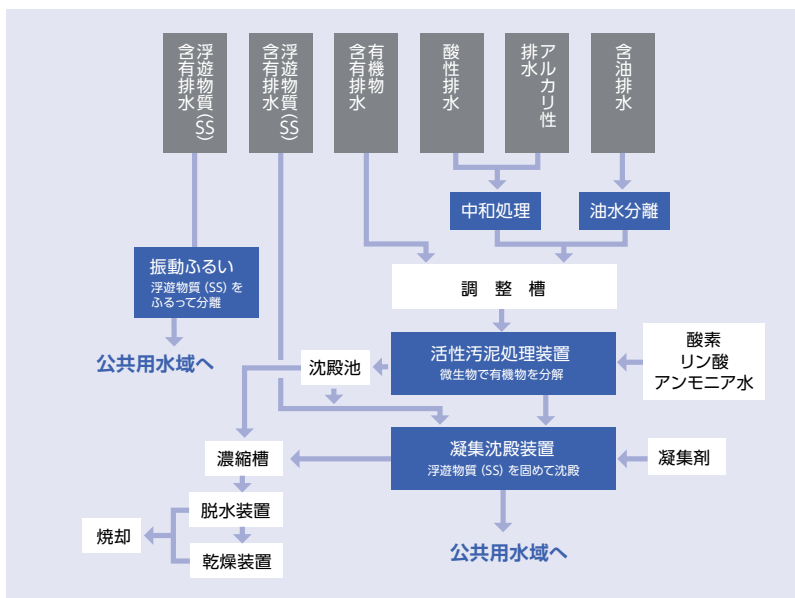 浮遊物質(SS)
含有排水
浮遊物質(SS)
含有排水
有機物
含有排水
酸性排水
アルカリ性
排水
含油排水
中和処理
油水分離
振動ふるい
浮遊物質(SS)を
ふるって分離
調整槽
公共用水域へ
沈殿池
活性汚泥処理装置
微生物で有機物を分解
酸素
リン酸
アンモニア水
濃縮槽
凝集沈殿装置
浮遊物質(SS)を固めて沈殿
凝集剤
脱水装置
焼却
乾燥装置
公共用水域へ